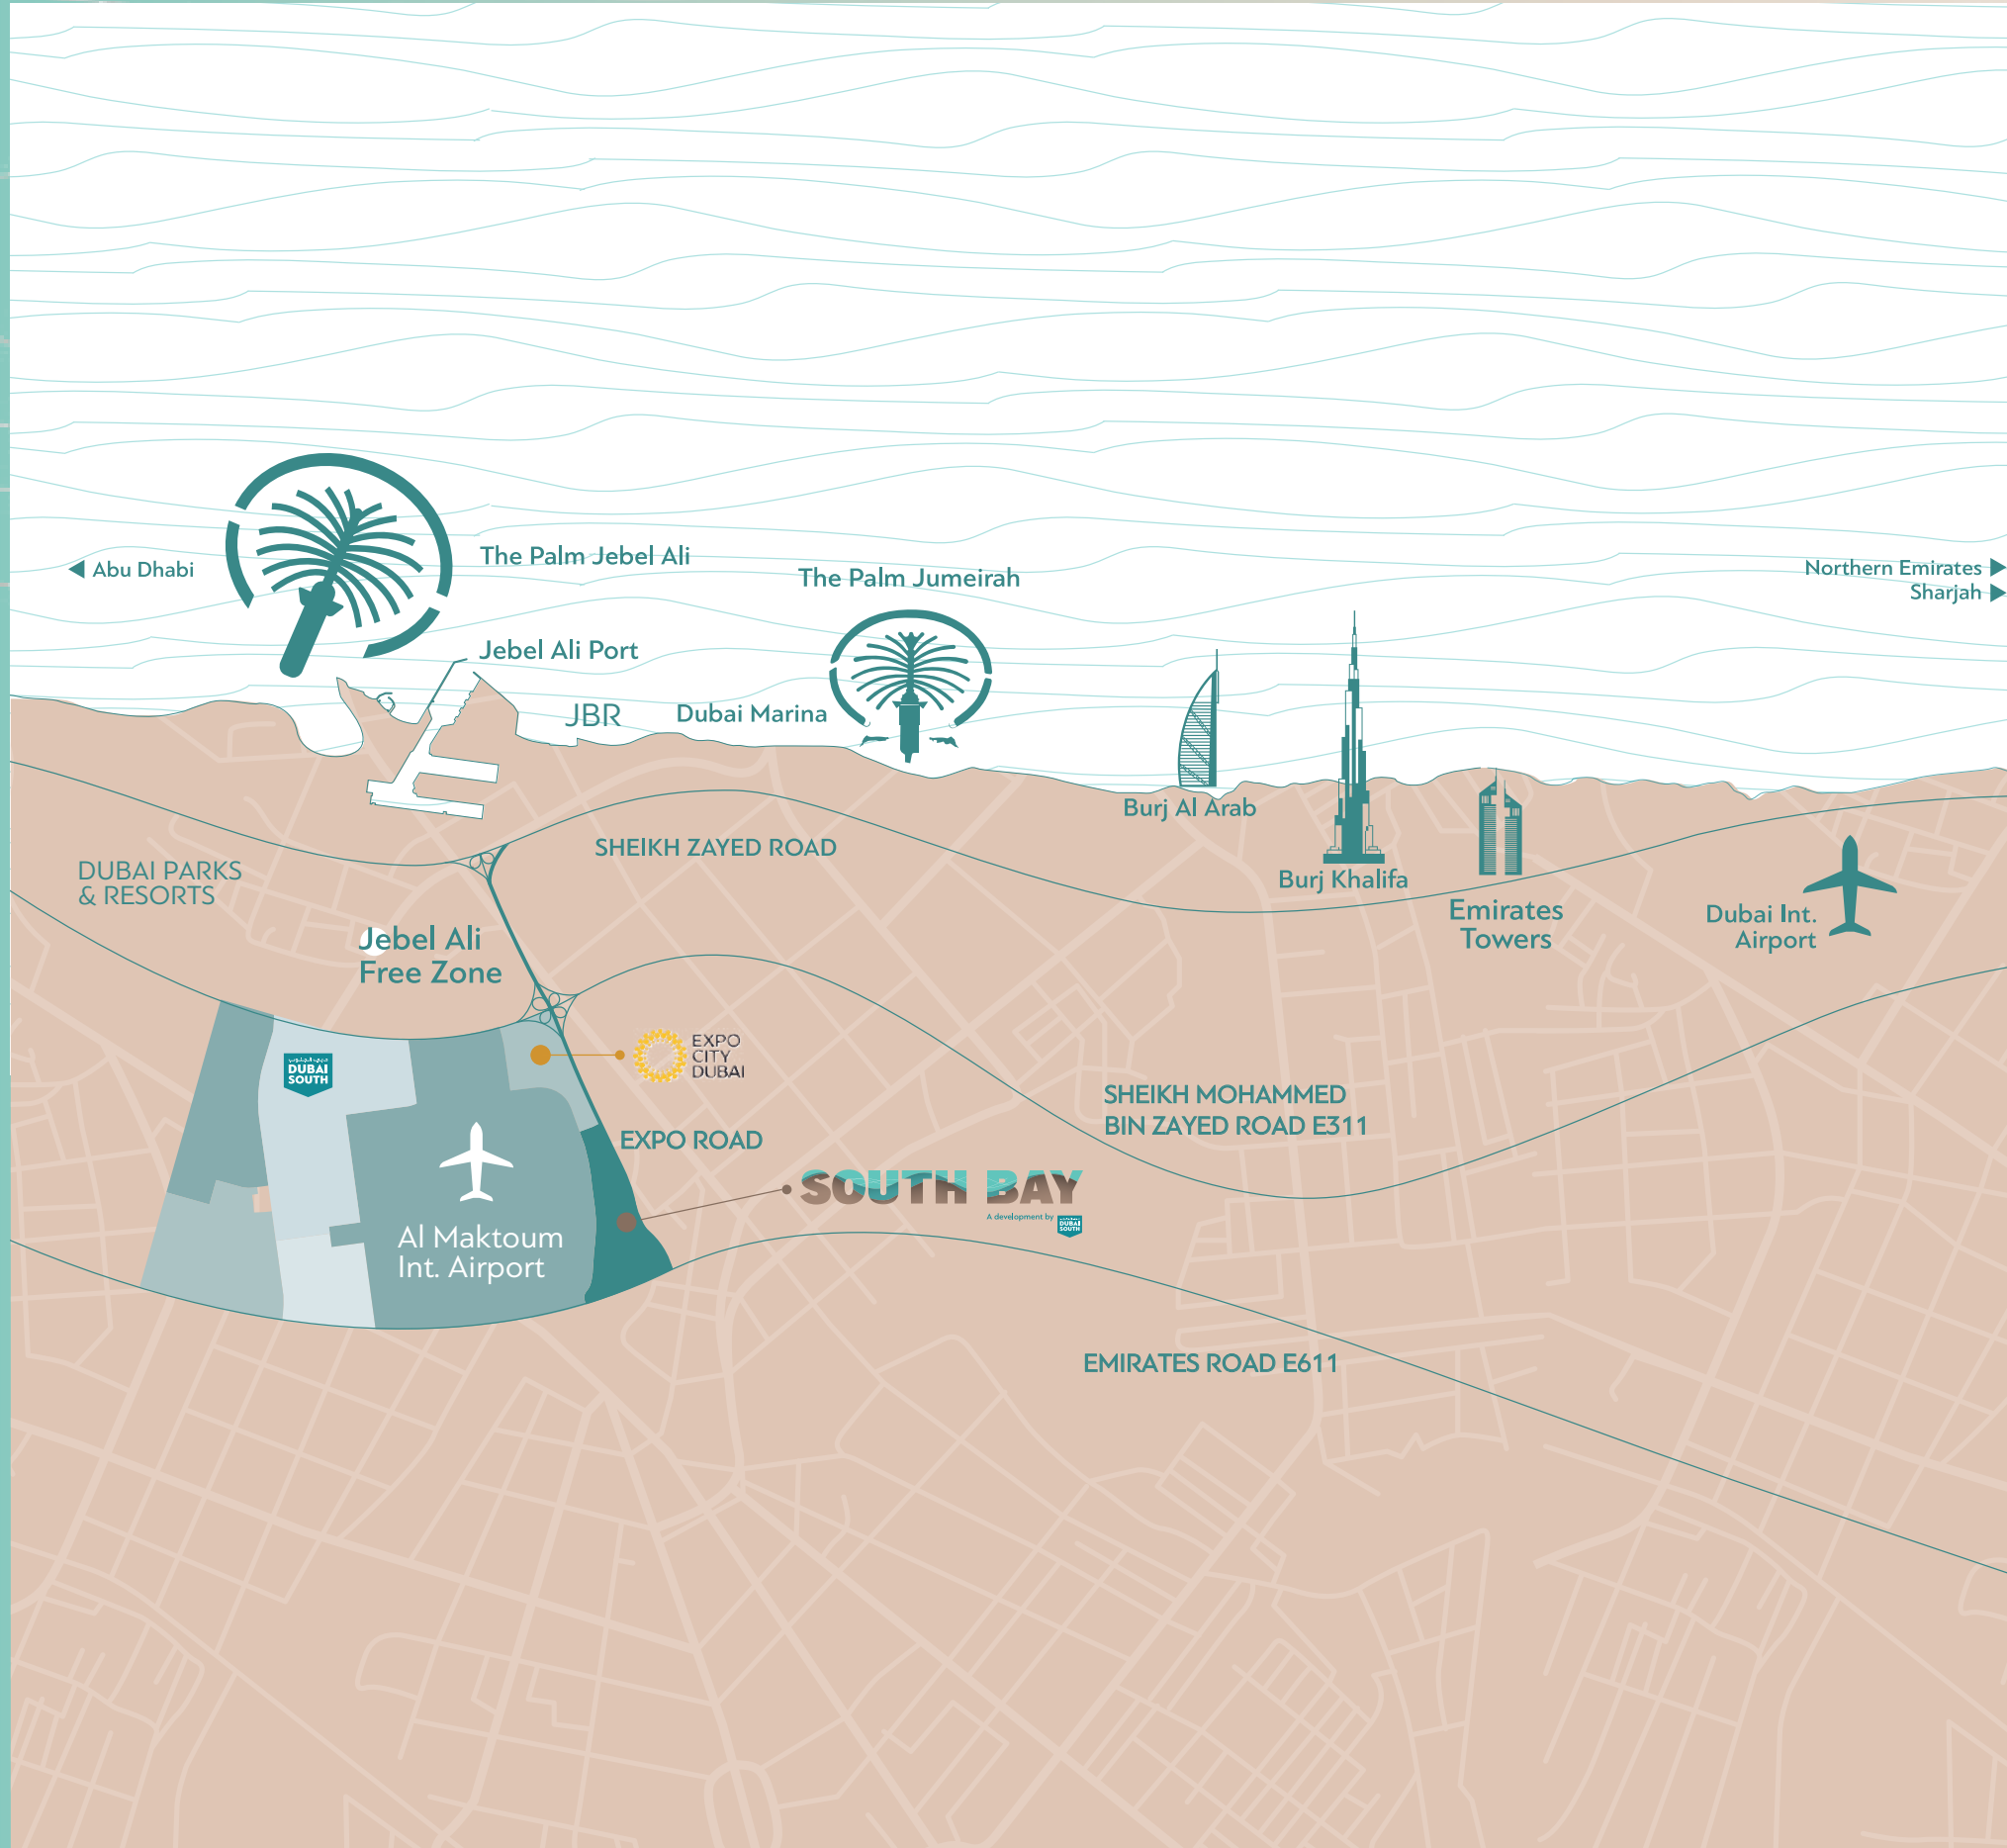 The Palm Jebel Ali
Abu Dhabi
The Palm Jumeirah
Northern Emirates
Sharjah
Jebel Ali Port
JBR
Dubai Marina
Burj Al Arab
SHEIKH ZAYED ROAD
DUBAI PARKS
& RESORTS
Burj Khalifa
Emirates
Towers
Dubai Int.
Airport
Jebel Ali
Free Zone
EXPO
CITY
DUBAI
DUBAI
SOUTH
SHEIKH MOHAMMED
BIN ZAYED ROAD E311
EXPO ROAD
SOUTH BAY
A development by
DUBAI
SOUTH
Al Maktoum
Int. Airport
EMIRATES ROAD E611